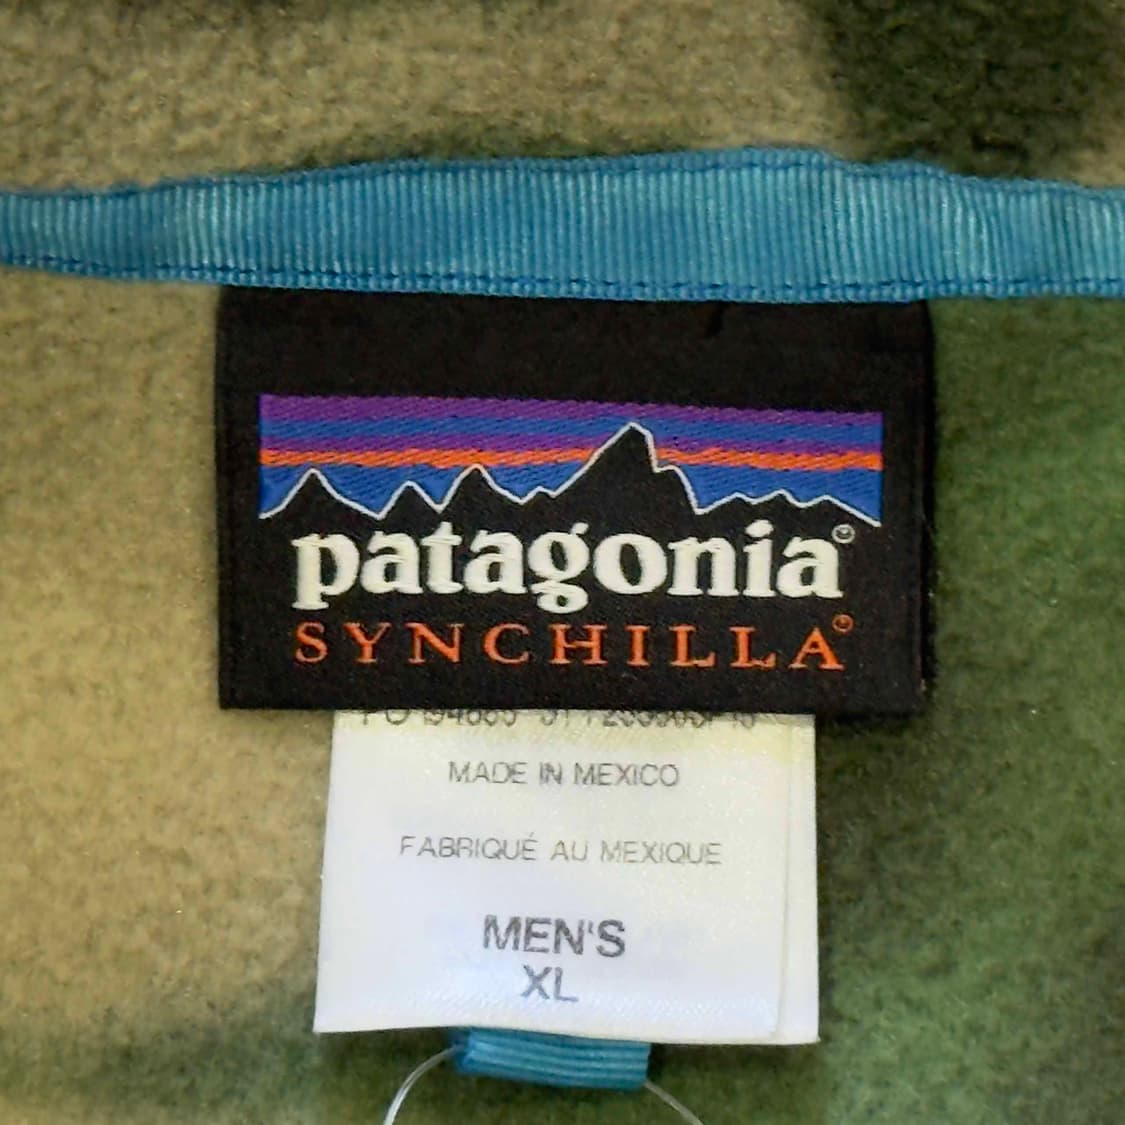 patagonia®
SYNCHILLA®
MADE IN MEXICO
FABRIQUÉ AU MEXIQUE
MEN'S
XL